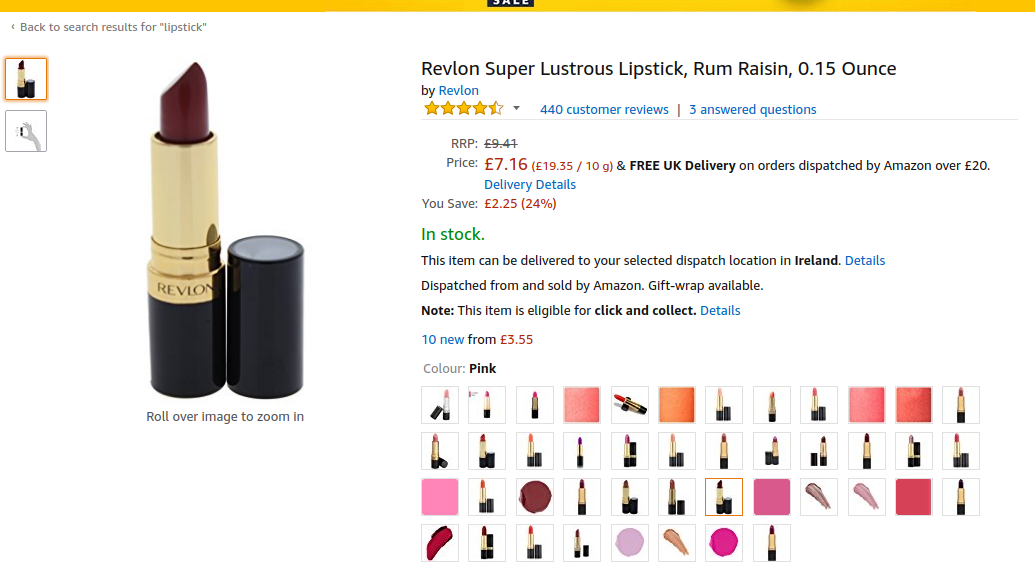 SALE
‹ Back to search results for "lipstick"
Revlon Super Lustrous Lipstick, Rum Raisin, 0.15 Ounce
by Revlon
440 customer reviews | 3 answered questions
RRP: £9.41
Price: £7.16 (£19.35 / 10 g) & FREE UK Delivery on orders dispatched by Amazon over £20.
Delivery Details
You Save: £2.25 (24%)
In stock.
This item can be delivered to your selected dispatch location in Ireland. Details
Dispatched from and sold by Amazon. Gift-wrap available.
Note: This item is eligible for click and collect. Details
10 new from £3.55
Colour: Pink
REVLON
Roll over image to zoom in